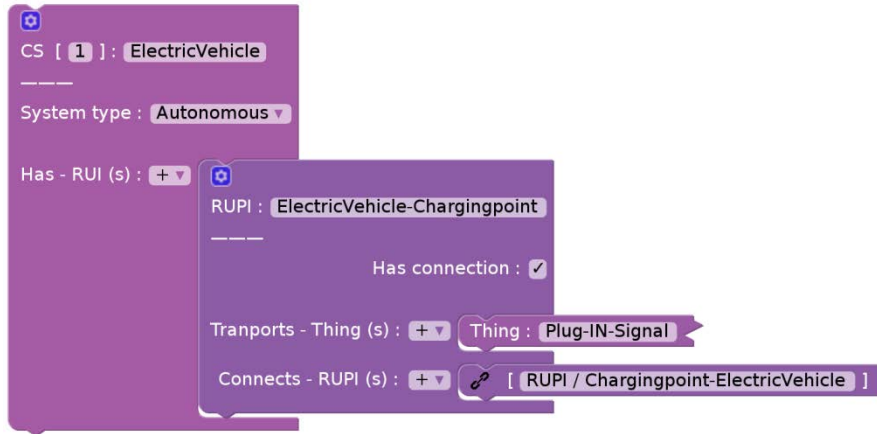 CS [ 1 ] : ElectricVehicle
———
System type : Autonomous ▾
Has - RUI (s) : + ▾
RUPI : ElectricVehicle-Chargingpoint
———
Has connection : ✓
Tranports - Thing (s) : + ▾ Thing : Plug-IN-Signal
Connects - RUPI (s) : + ▾ [ RUPI / Chargingpoint-ElectricVehicle ]